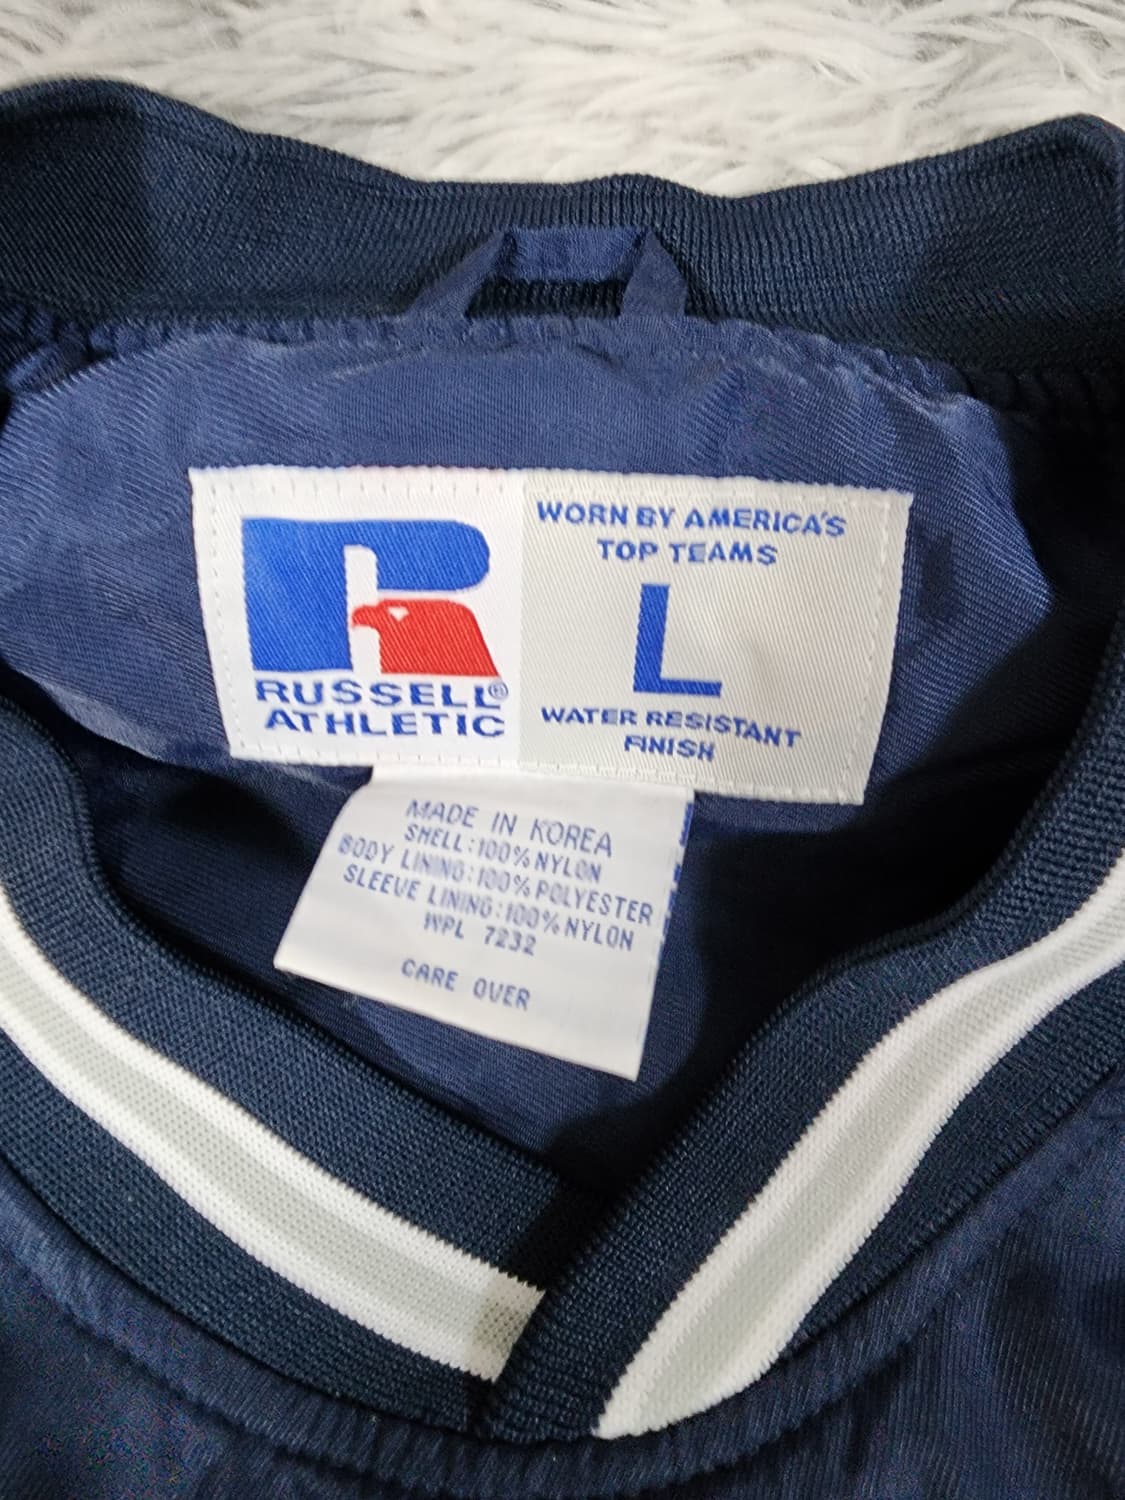 RUSSELL®
ATHLETIC
WORN BY AMERICA'S
TOP TEAMS
L
WATER RESISTANT
FINISH
MADE IN KOREA
SHELL:100% NYLON
BODY LINING:100% POLYESTER
SLEEVE LINING:100% NYLON
WPL 7232
CARE OVER